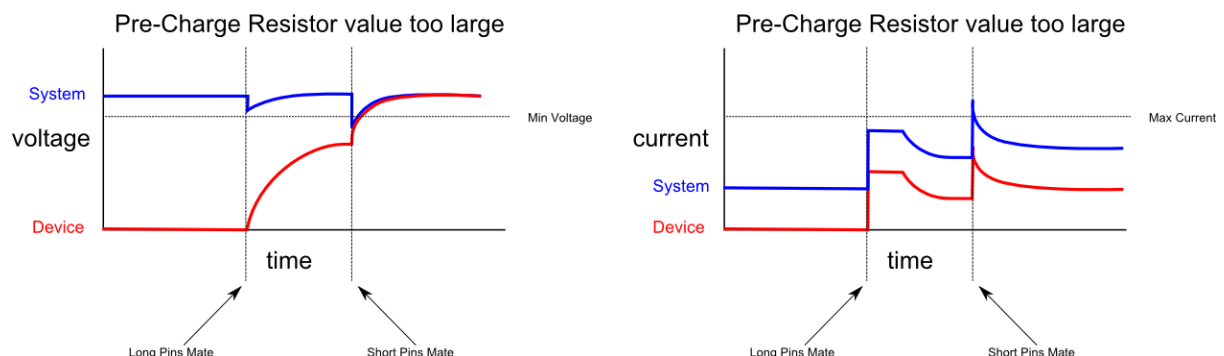 Pre-Charge Resistor value too large
System
Min Voltage
voltage
Device
time
Long Pins Mate
Short Pins Mate
Pre-Charge Resistor value too large
Max Current
current
System
Device
time
Long Pins Mate
Short Pins Mate